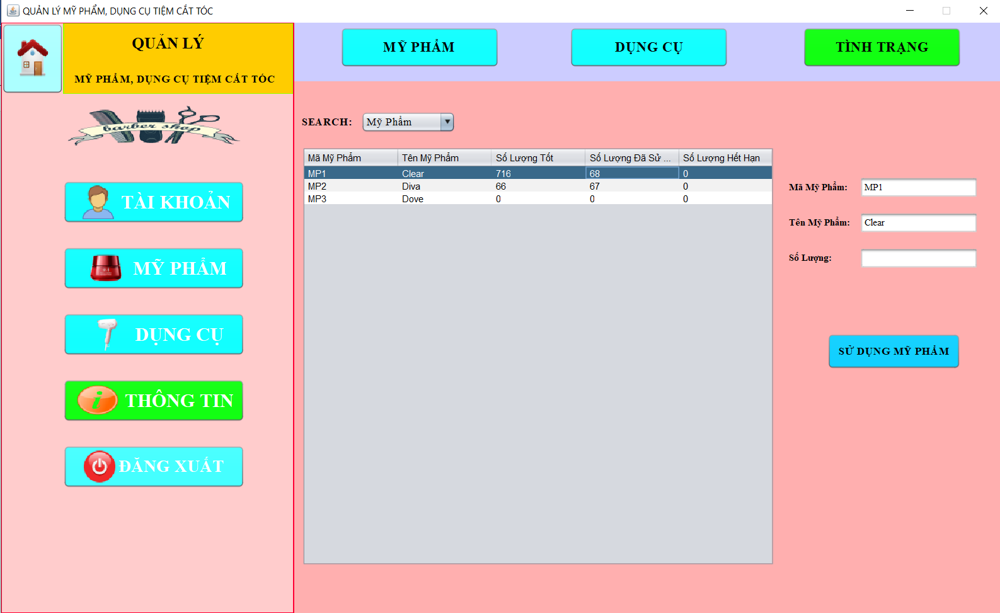 QUẢN LÝ MỸ PHẨM, DỤNG CỤ TIỆM CẮT TÓC
QUẢN LÝ
MỸ PHẨM, DỤNG CỤ TIỆM CẮT TÓC
barber shop
TÀI KHOẢN
MỸ PHẨM
DỤNG CỤ
THÔNG TIN
ĐĂNG XUẤT
MỸ PHẨM DỤNG CỤ TÌNH TRẠNG
SEARCH: Mỹ Phẩm
Mã Mỹ Phẩm Tên Mỹ Phẩm Số Lượng Tốt Số Lượng Đã Sử ... Số Lượng Hết Hạn
MP1 Clear 716 68 0
MP2 Diva 66 67 0
MP3 Dove 0 0 0
Mã Mỹ Phẩm: MP1
Tên Mỹ Phẩm: Clear
Số Lượng:
SỬ DỤNG MỸ PHẨM